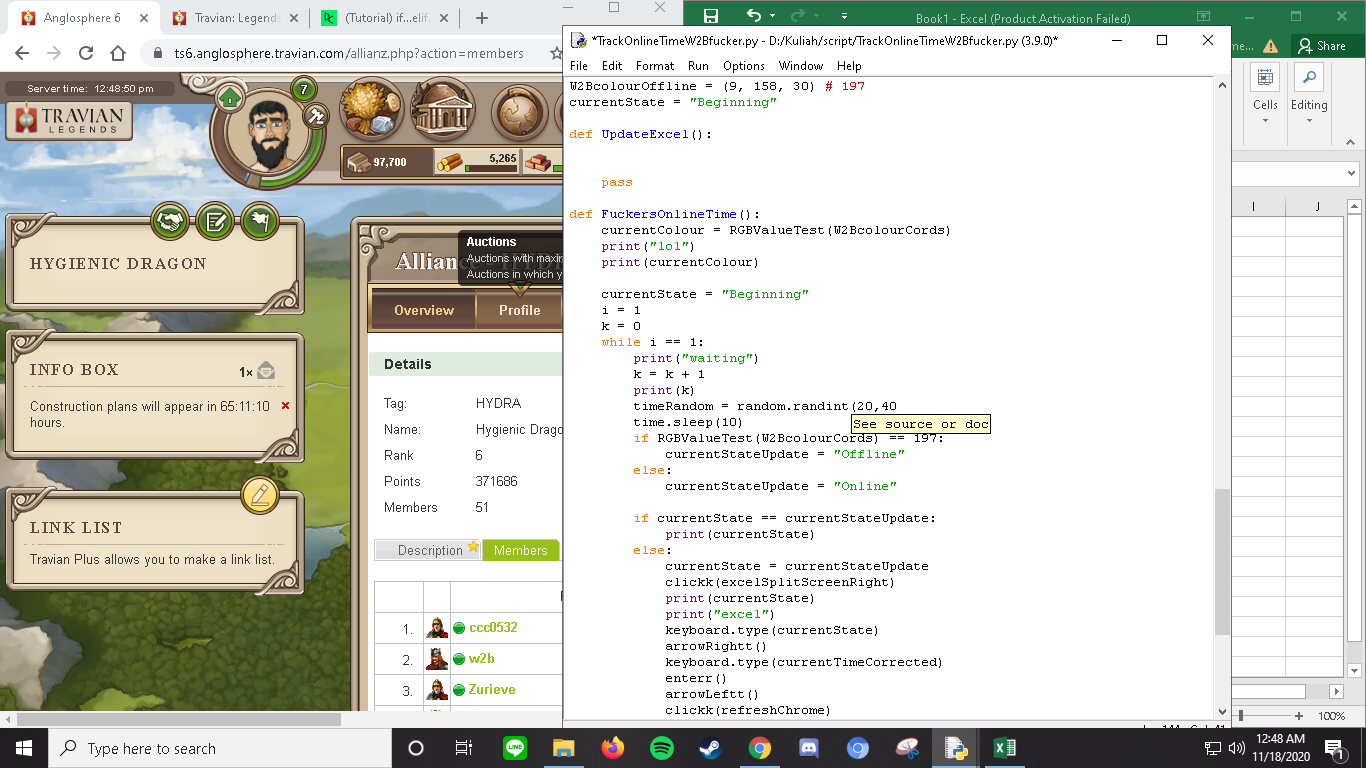 Anglosphere 6
Travian: Legends
(Tutorial) if...elif
Book1 - Excel (Product Activation Failed)
ts6.anglosphere.travian.com/allianz.php?action=members
*TrackOnlineTimeW2Bfucker.py - D:/Kuliah/script/TrackOnlineTimeW2Bfucker.py (3.9.0)*
File Edit Format Run Options Window Help
Share
Cells
Editing
I J
Server time: 12:48:50 pm
TRAVIAN
LEGENDS
7
97,700
5,265
HYGIENIC DRAGON
INFO BOX
1×
Construction plans will appear in 65:11:10
hours.
LINK LIST
Travian Plus allows you to make a link list.
Auctions
Overview
Profile
Details
Tag: HYDRA
Name: Hygienic Drago
Rank 6
Points 371686
Members 51
Description
Members
1. ccc0532
2. w2b
3. Zurieve
W2BcolourOffline = (9, 158, 30) # 197
currentState = "Beginning"
def UpdateExcel():
pass
def FuckersOnlineTime():
currentColour = RGBValueTest(W2BcolourCords)
print("lol")
print(currentColour)
currentState = "Beginning"
i = 1
k = 0
while i == 1:
print("waiting")
k = k + 1
print(k)
timeRandom = random.randint(20,40
See source or doc
time.sleep(10)
if RGBValueTest(W2BcolourCords) == 197:
currentStateUpdate = "Offline"
else:
currentStateUpdate = "Online"
if currentState == currentStateUpdate:
print(currentState)
else:
currentState = currentStateUpdate
clickk(excelSplitScreenRight)
print(currentState)
print("excel")
keyboard.type(currentState)
arrowRightt()
keyboard.type(currentTimeCorrected)
enterr()
arrowLeftt()
clickk(refreshChrome)
100%
Type here to search
LINE
12:48 AM
11/18/2020
1